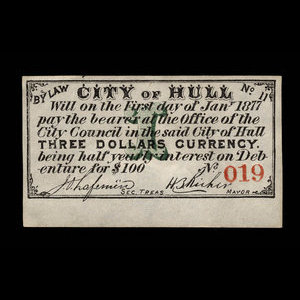 CITY OF HULL
BY LAW No 11
Will on the first day of Jany 1877
pay the bearer at the Office of the
City Council in the said City of Hull
THREE DOLLARS CURRENCY.
being half yearly interest on Deb
enture for $100 No 019
SEC. TREAS. MAYOR